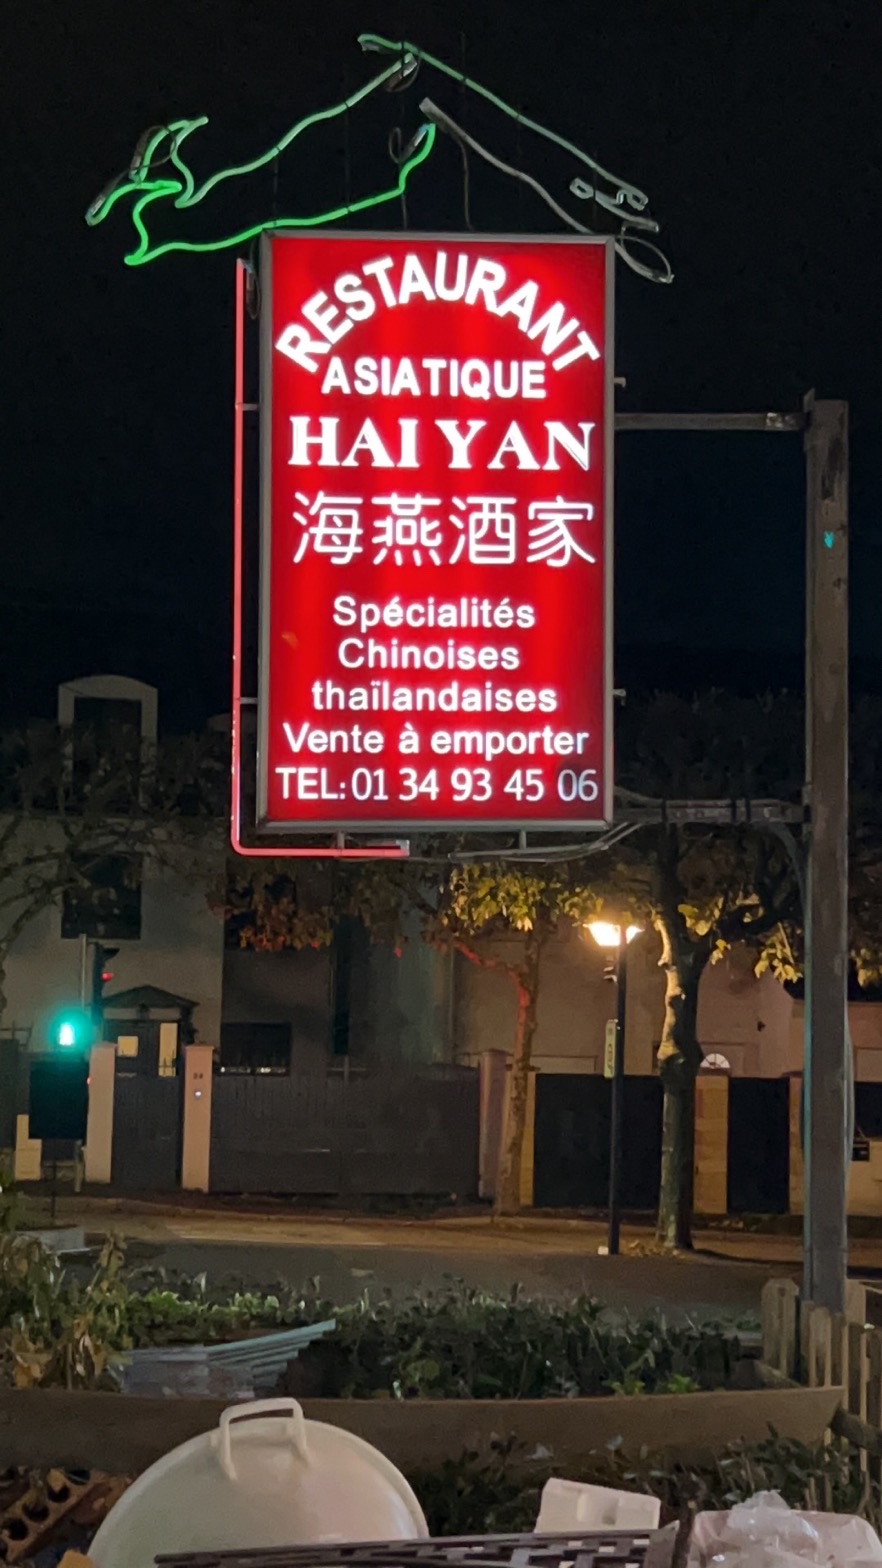 RESTAURANT
ASIATIQUE
HAI YAN
海燕酒家
Spécialités
Chinoises
thaïlandaises
Vente à emporter
TEL:01 34 93 45 06